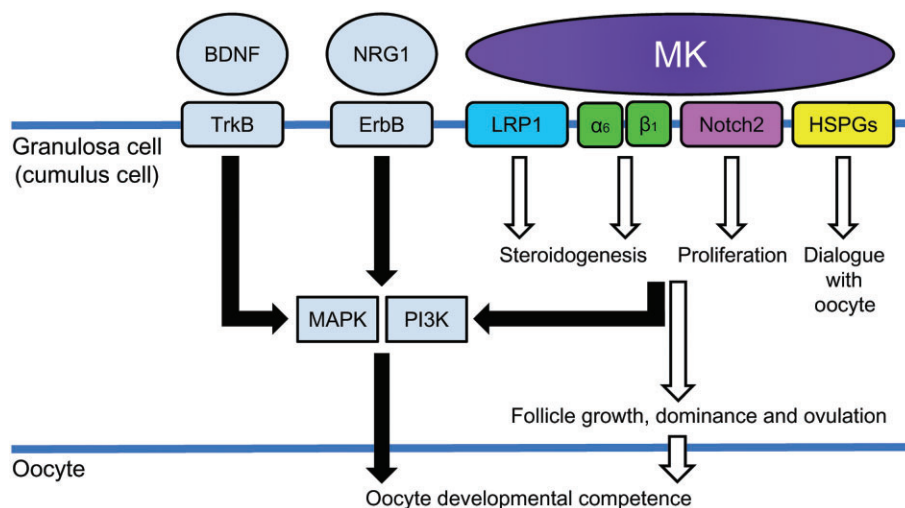 BDNF
NRG1
MK
TrkB
ErbB
LRP1
α6
β1
Notch2
HSPGs
Granulosa cell
(cumulus cell)
Steroidogenesis
Proliferation
Dialogue
with
oocyte
MAPK
PI3K
Follicle growth, dominance and ovulation
Oocyte
Oocyte developmental competence